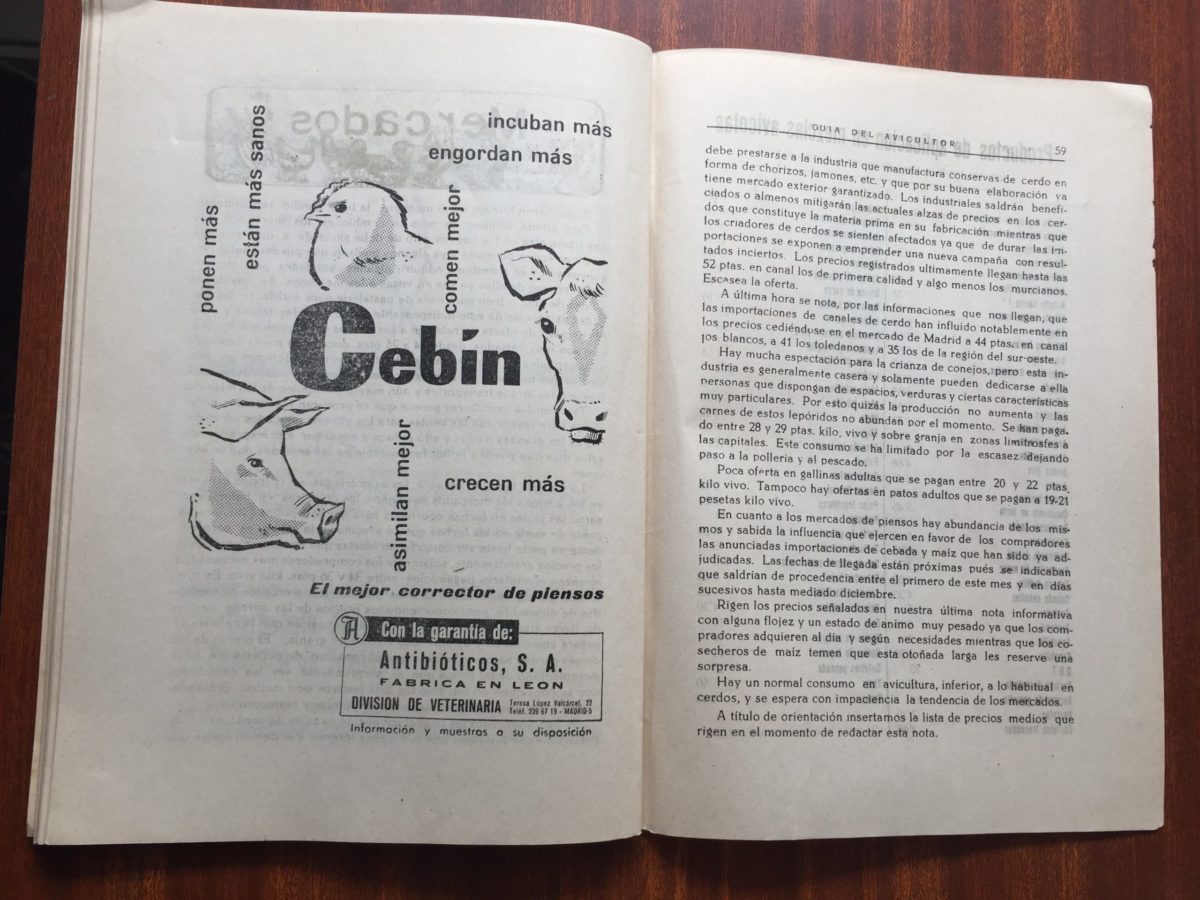 incuban más
engordan más
están más sanos
ponen más
comen mejor
Cebín
asimilan mejor
crecen más
El mejor corrector de piensos
A Con la garantía de:
Antibióticos, S. A.
FABRICA EN LEON
DIVISION DE VETERINARIA Teresa López Valcárcel, 22
Teléf. 236 67 19 - MADRID-5
Información y muestras a su disposición
GUIA DEL AVICULTOR 59
debe prestarse a la industria que manufactura conservas de cerdo en
forma de chorizos, jamones, etc. y que por su buena elaboración ya
tiene mercado exterior garantizado. Los industriales saldrán benefi-
ciados o almenos mitigarán las actuales alzas de precios en los cer-
dos que constituye la materia prima en su fabricación mientras que
los criadores de cerdos se sienten afectados ya que de durar las im-
portaciones se exponen a emprender una nueva campaña con resul-
tados inciertos. Los precios registrados ultimamente llegan hasta las
52 ptas. en canal los de primera calidad y algo menos los murcianos.
Escasea la oferta.
A última hora se nota, por las informaciones que nos llegan, que
las importaciones de canales de cerdo han influido notablemente en
los precios cediéndose en el mercado de Madrid a 44 ptas. en canal
los blancos, a 41 los toledanos y a 35 los de la región del sur-oeste.
Hay mucha espectación para la crianza de conejos, pero esta in-
dustria es generalmente casera y solamente pueden dedicarse a ella
personas que dispongan de espacios, verduras y ciertas características
muy particulares. Por esto quizás la producción no aumenta y las
carnes de estos lepóridos no abundan por el momento. Se han paga-
do entre 28 y 29 ptas. kilo, vivo y sobre granja en zonas limítrosfes a
las capitales. Este consumo se ha limitado por la escasez dejando
paso a la polleria y al pescado.
Poca oferta en gallinas adultas que se pagan entre 20 y 22 ptas.
kilo vivo. Tampoco hay ofertas en patos adultos que se pagan a 19-21
pesetas kilo vivo.
En cuanto a los mercados de piensos hay abundancia de los mis-
mos y sabida la influencia que ejercen en favor de los compradores
las anunciadas importaciones de cebada y maiz que han sido ya ad-
judicadas. Las fechas de llegada están próximas pués se indicaban
que saldrian de procedencia entre el primero de este mes y en días
sucesivos hasta mediado diciembre.
Rigen los precios señalados en nuestra última nota informativa
con alguna flojez y un estado de animo muy pesado ya que los com-
pradores adquieren al día y según necesidades mientras que los co-
secheros de maíz temen que esta otoñada larga les reserve una
sorpresa.
Hay un normal consumo en avicultura, inferior, a lo habitual en
cerdos, y se espera con impaciencia la tendencia de los mercados.
A título de orientación insertamos la lista de precios medios que
rigen en el momento de redactar esta nota.